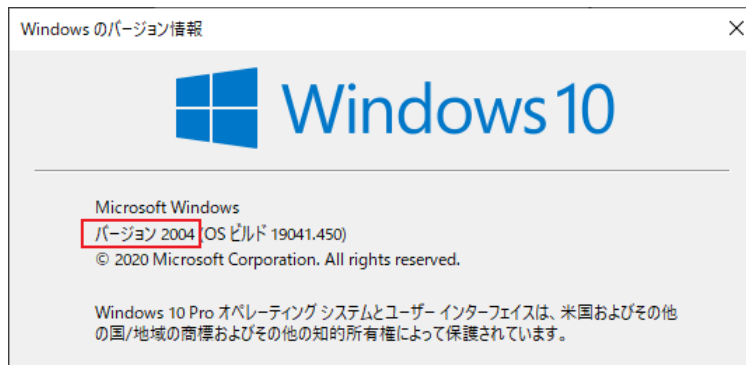 Windows のバージョン情報
Windows 10
Microsoft Windows
バージョン 2004 (OS ビルド 19041.450)
© 2020 Microsoft Corporation. All rights reserved.
Windows 10 Pro オペレーティング システムとユーザー インターフェイスは、米国およびその他
の国/地域の商標およびその他の知的所有権によって保護されています。